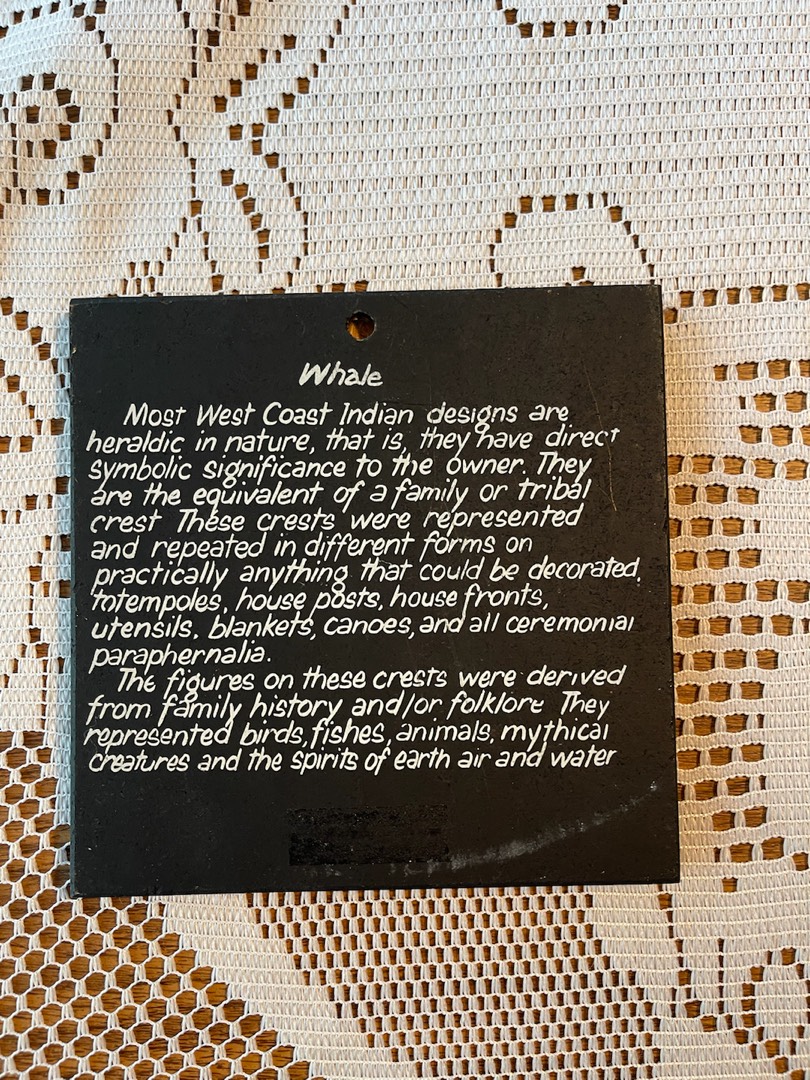 Whale
Most West Coast Indian designs are
heraldic in nature, that is, they have direct
symbolic significance to the owner. They
are the equivalent of a family or tribal
crest These crests were represented
and repeated in different forms on
practically anything that could be decorated,
totempoles, house posts, house fronts,
utensils, blankets, canoes, and all ceremonial
paraphernalia.
The figures on these crests were derived
from family history and/or folklore They
represented birds, fishes, animals, mythical
creatures and the spirits of earth air and water